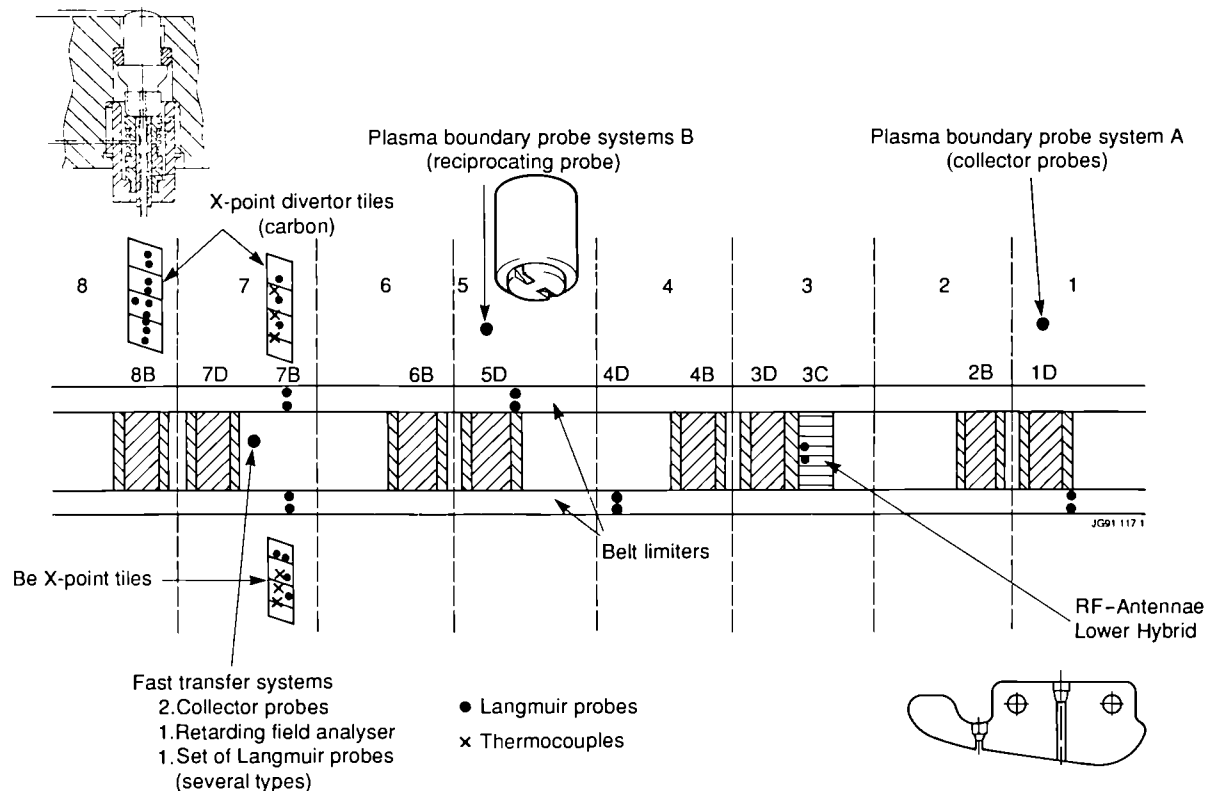 Plasma boundary probe systems B
(reciprocating probe)
Plasma boundary probe system A
(collector probes)
X-point divertor tiles
(carbon)
8
7
6
5
4
3
2
1
8B
7D
7B
6B
5D
4D
4B
3D
3C
2B
1D
JG91 117 1
Belt limiters
Be X-point tiles
RF-Antennae
Lower Hybrid
Fast transfer systems
2.Collector probes
1.Retarding field analyser
1.Set of Langmuir probes
(several types)
● Langmuir probes
× Thermocouples